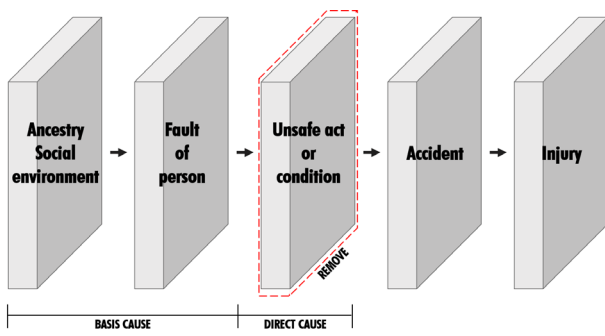 Ancestry
Social
environment
Fault
of
person
Unsafe act
or
condition
Accident
Injury
REMOVE
BASIS CAUSE
DIRECT CAUSE